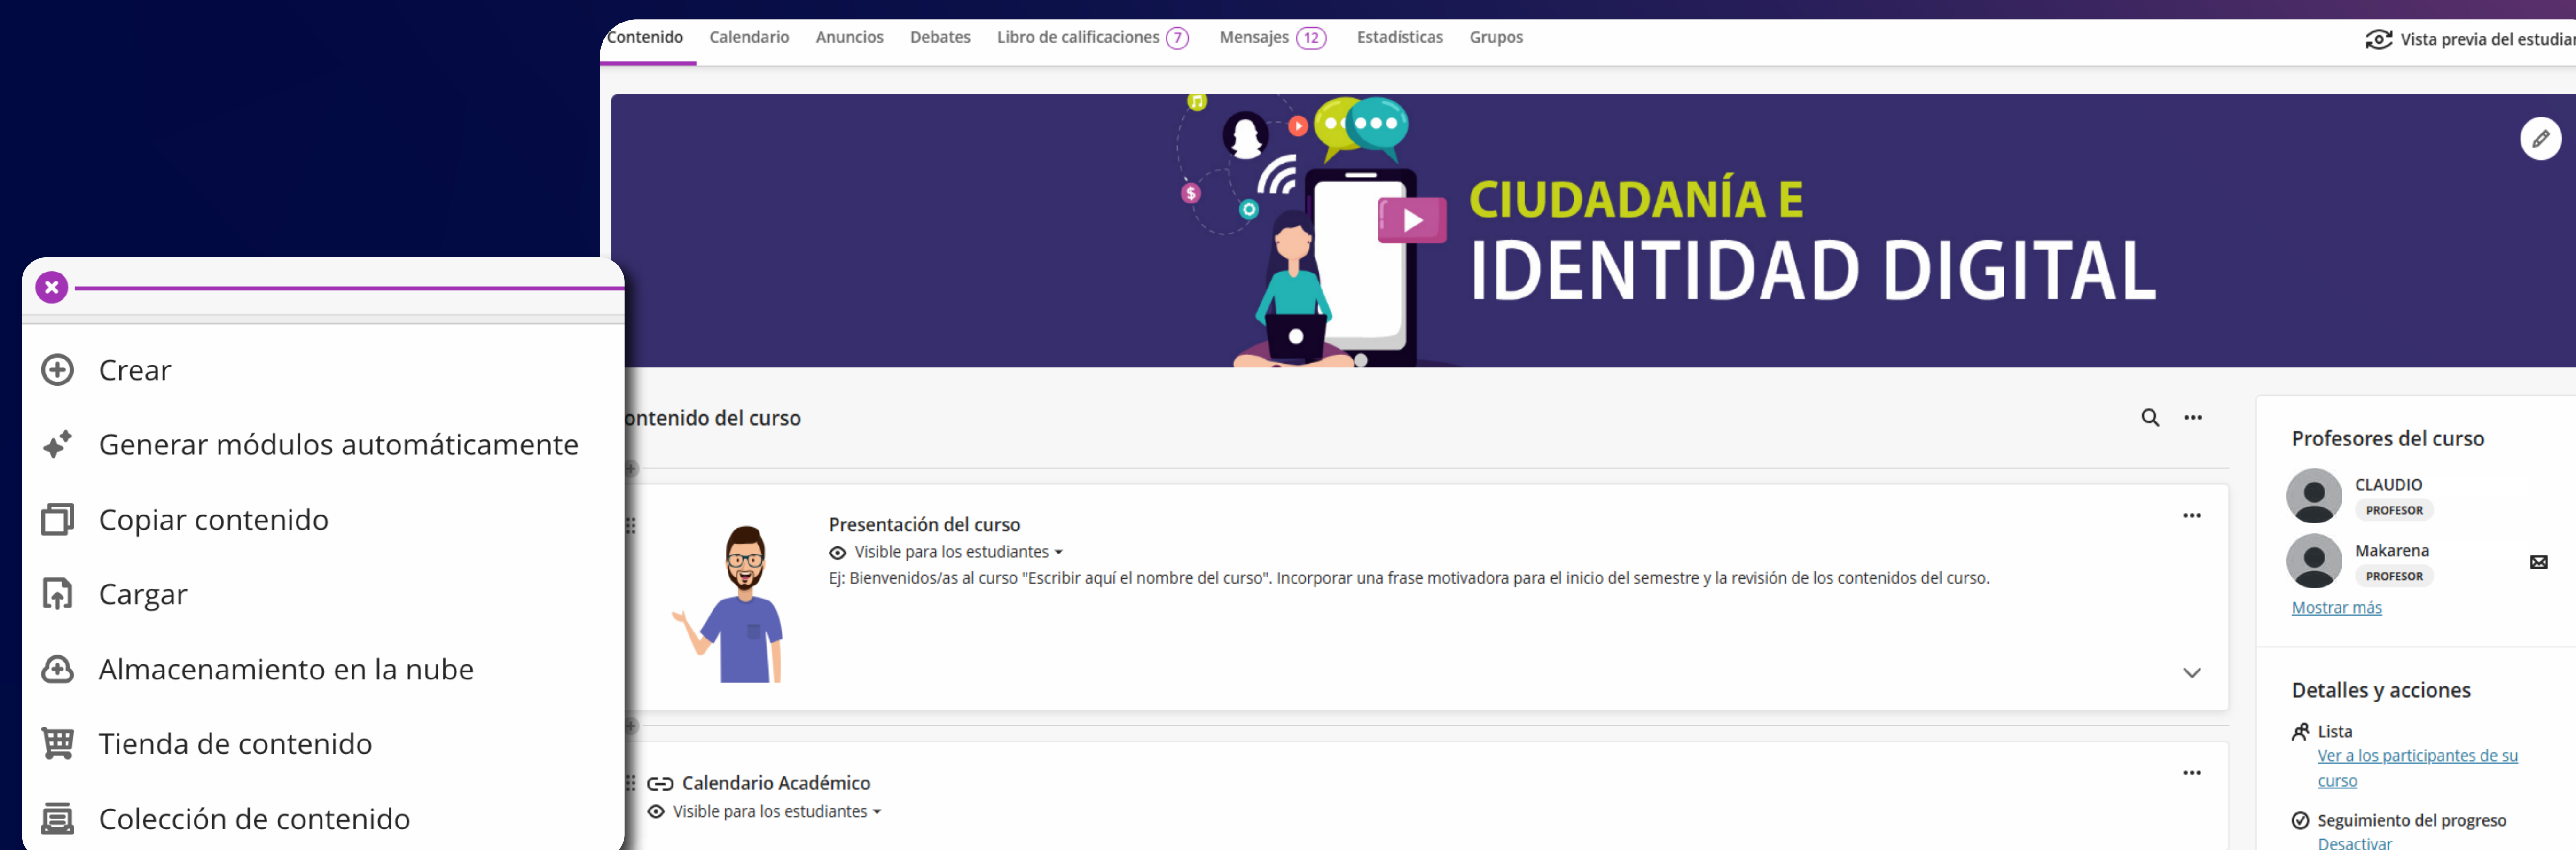 Contenido Calendario Anuncios Debates Libro de calificaciones 7 Mensajes 12 Estadísticas Grupos
Vista previa del
CIUDADANÍA E
IDENTIDAD DIGITAL
Crear
Generar módulos automáticamente
Copiar contenido
Cargar
Almacenamiento en la nube
Tienda de contenido
Colección de contenido
ontenido del curso
Presentación del curso
Visible para los estudiantes
Ej: Bienvenidos/as al curso "Escribir aquí el nombre del curso". Incorporar una frase motivadora para el inicio del semestre y la revisión de los contenidos del curso.
Calendario Académico
Visible para los estudiantes
Profesores del curso
CLAUDIO
PROFESOR
Makarena
PROFESOR
Mostrar más
Detalles y acciones
Lista
Ver a los participantes de su
curso
Seguimiento del progreso
Desactivar